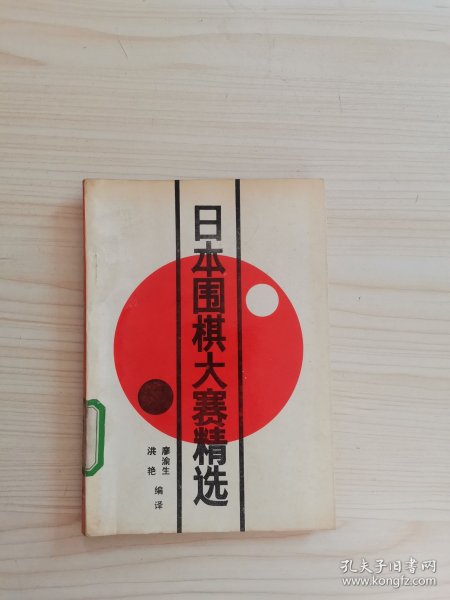 日本围棋大赛精选
廖渝生
洪艳
编译
孔夫子旧书网
www.kongfz.com